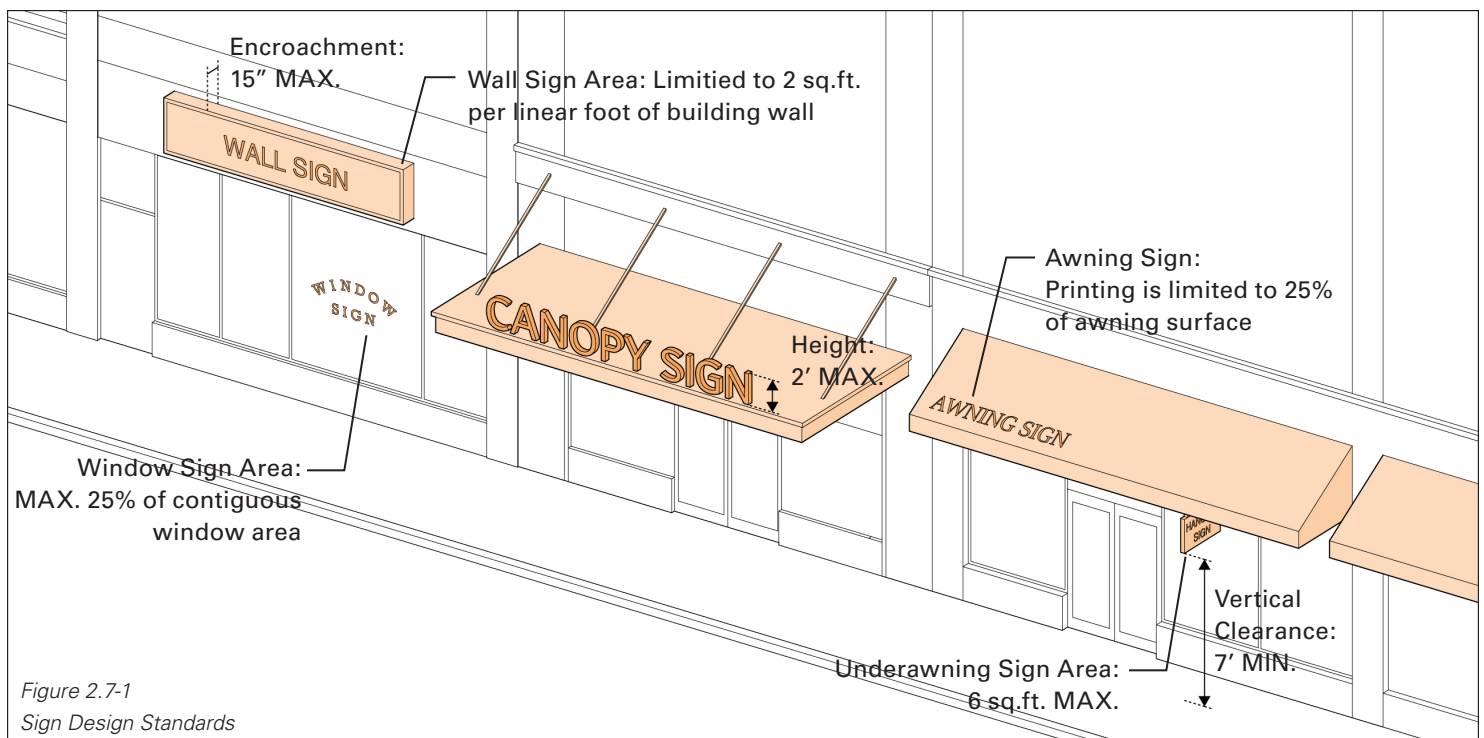 Encroachment:
15” MAX.
Wall Sign Area: Limitied to 2 sq.ft.
per linear foot of building wall
WALL SIGN
WINDOW
SIGN
Window Sign Area:
MAX. 25% of contiguous
window area
CANOPY SIGN
Height:
2’ MAX.
Awning Sign:
Printing is limited to 25%
of awning surface
AWNING SIGN
SIGN
Vertical
Clearance:
7’ MIN.
Underawning Sign Area:
6 sq.ft. MAX.
Figure 2.7-1
Sign Design Standards